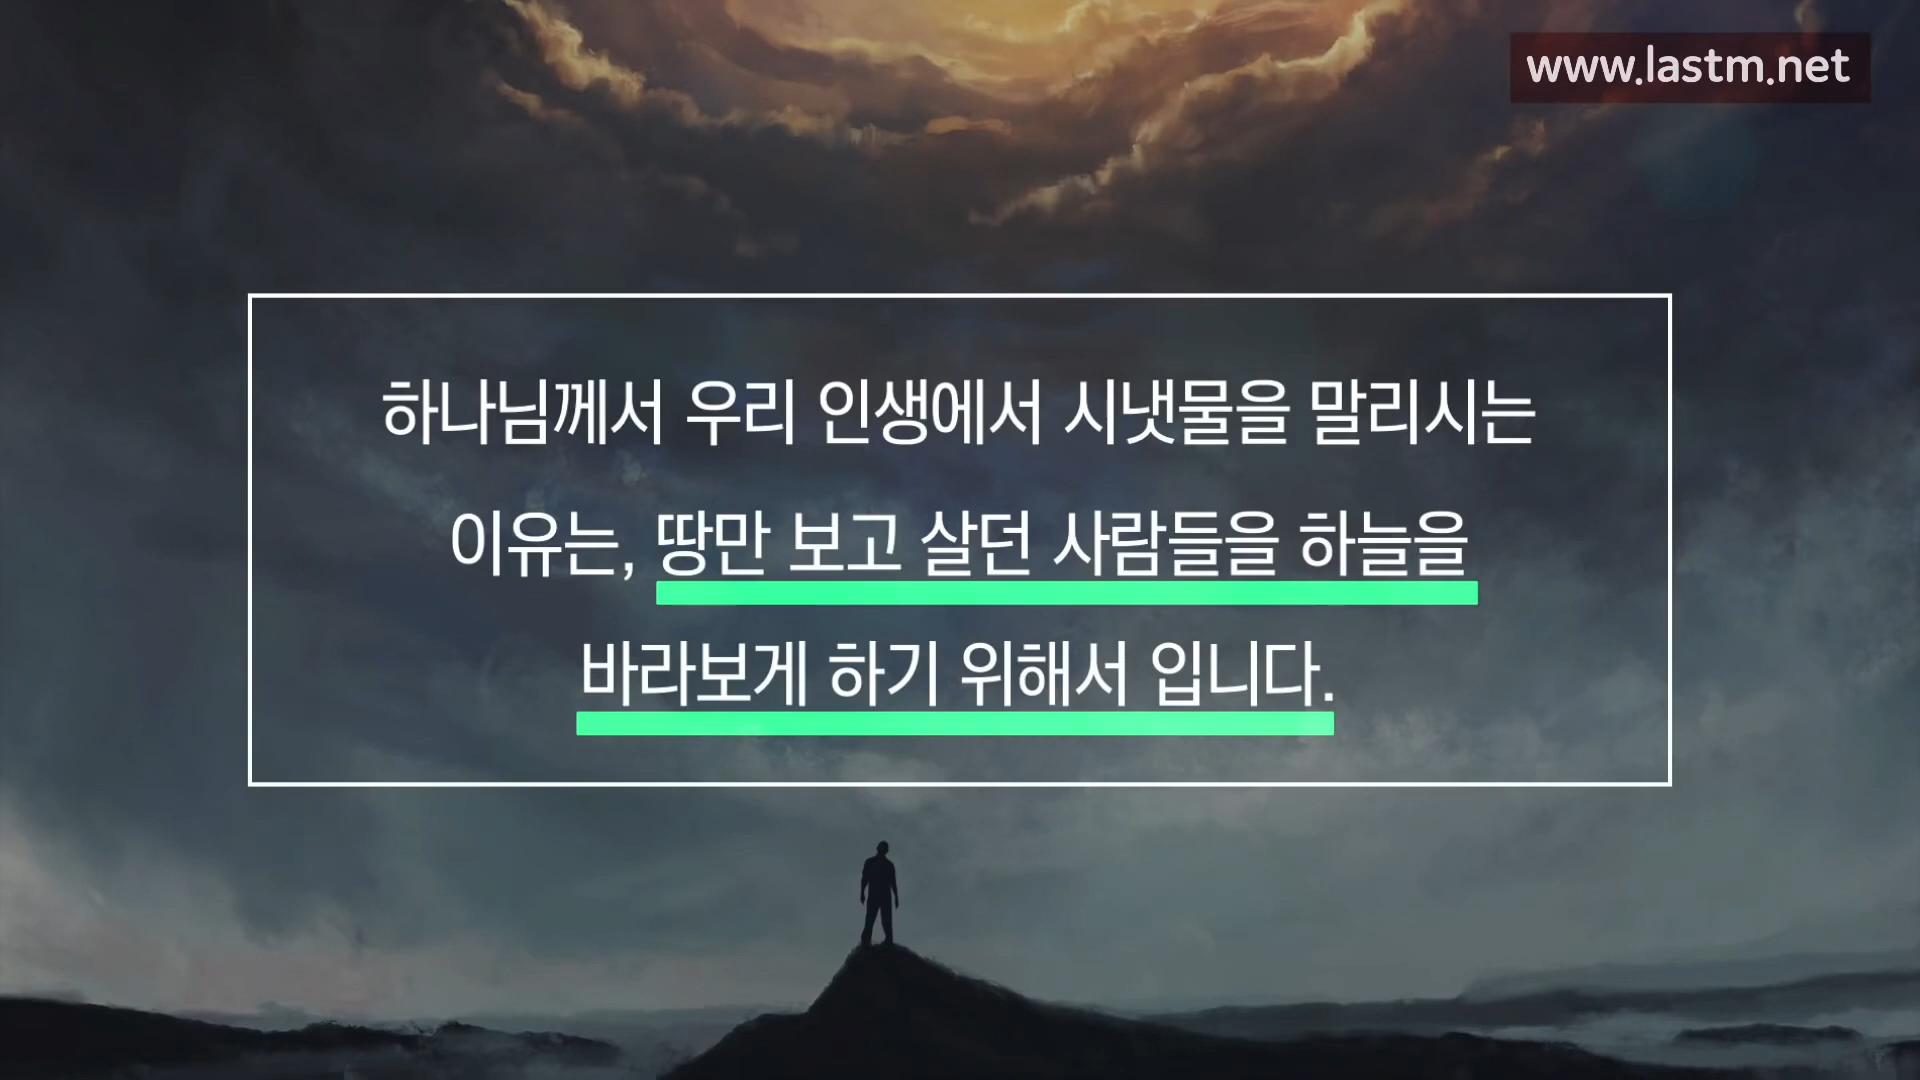 www.lastm.net
하나님께서 우리 인생에서 시냇물을 말리시는
이유는, 땅만 보고 살던 사람들을 하늘을
바라보게 하기 위해서 입니다.